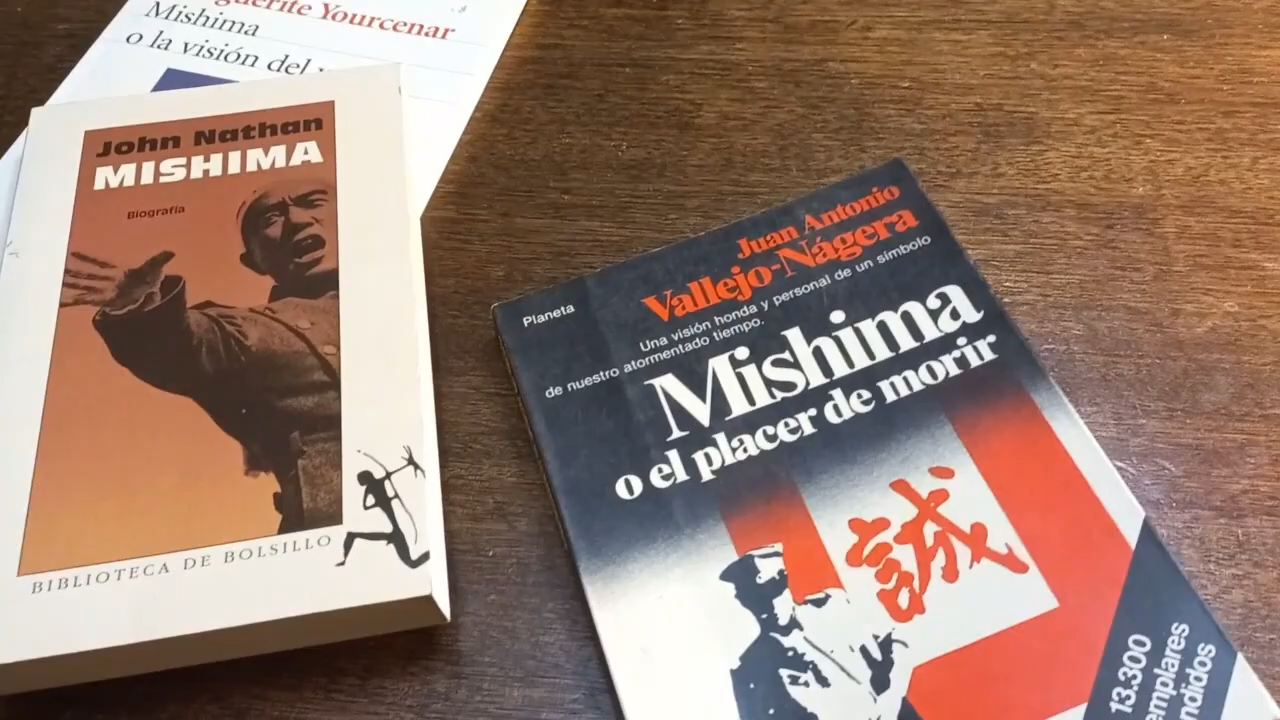 Yourcenar
Mishima
o la visión del
John Nathan
MISHIMA
Biografía
BIBLIOTECA DE BOLSILLO
Planeta
Juan Antonio
Vallejo-Nágera
Una visión honda y personal de un símbolo
de nuestro atormentado tiempo.
Mishima
o el placer de morir
誠
13.300